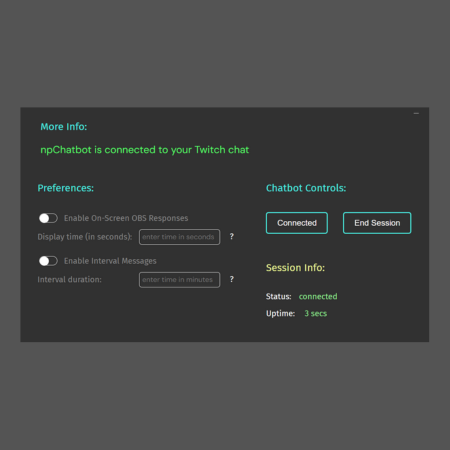 More Info:
npChatbot is connected to your Twitch chat
Preferences:
Enable On-Screen OBS Responses
Display time (in seconds): enter time in seconds ?
Enable Interval Messages
Interval duration: enter time in minutes ?
Chatbot Controls:
Connected End Session
Session Info:
Status: connected
Uptime: 3 secs